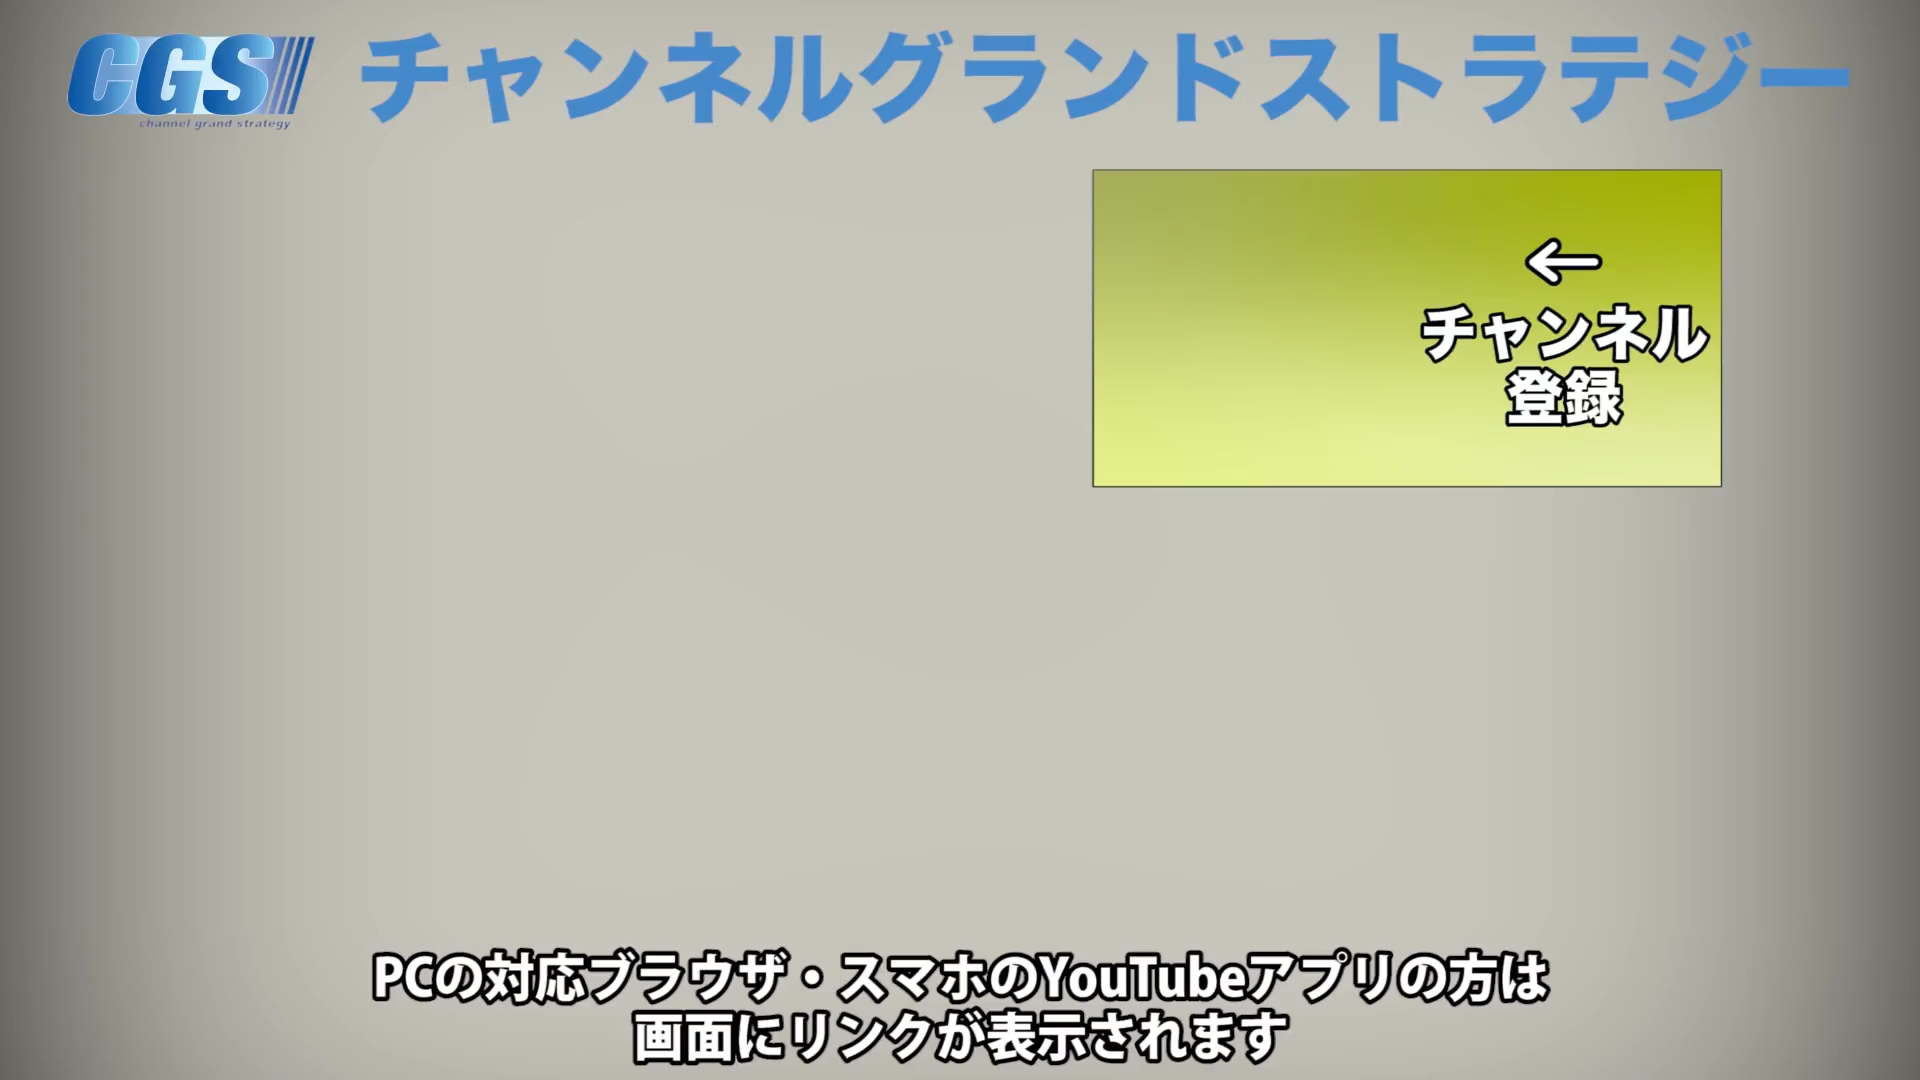 CGS
channel grand strategy
チャンネルグランドストラテジー
←
チャンネル
登録
PCの対応ブラウザ・スマホのYouTubeアプリの方は
画面にリンクが表示されます